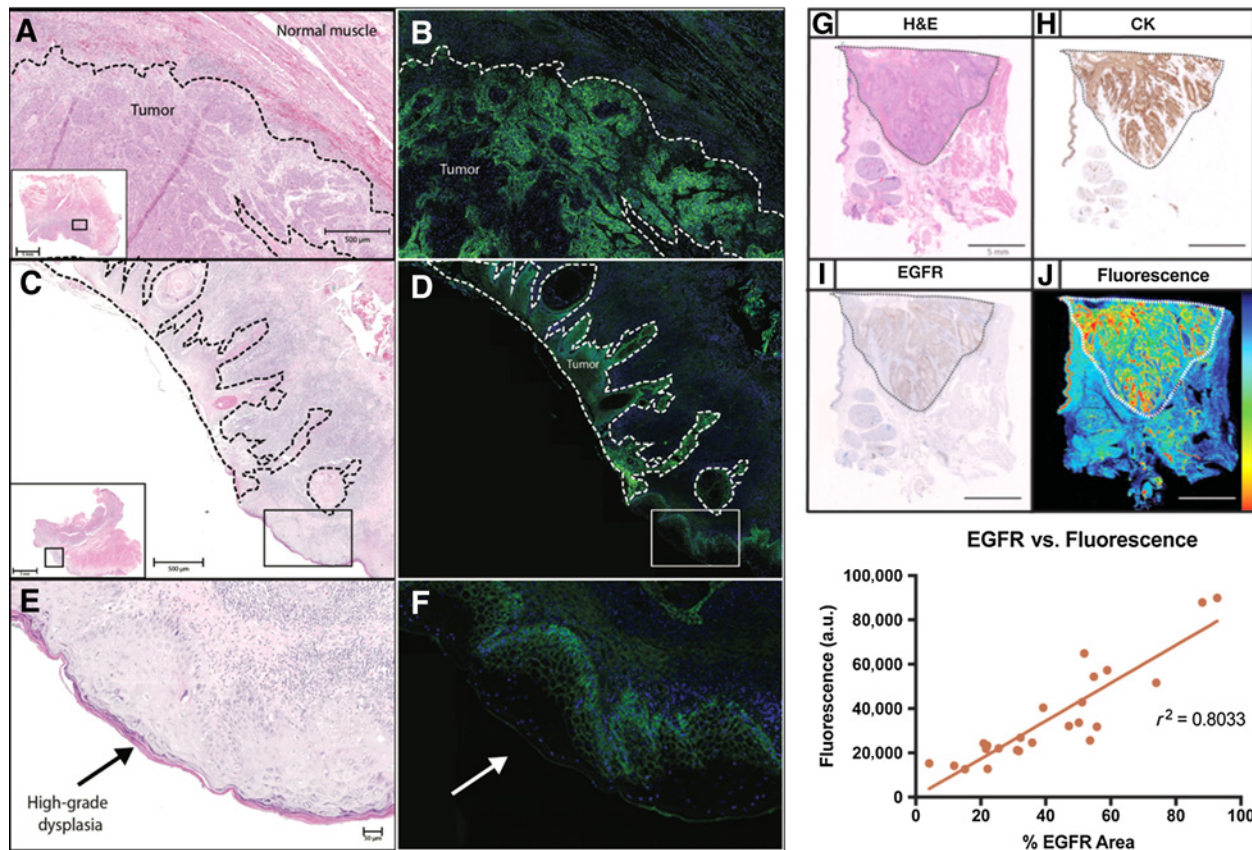 A
Normal muscle
Tumor
500 µm
B
Tumor
C
500 µm
D
Tumor
E
High-grade
dysplasia
50 µm
F
G
H&E
5 mm
H
CK
I
EGFR
J
Fluorescence
EGFR vs. Fluorescence
Fluorescence (a.u.)
100,000
80,000
60,000
40,000
20,000
0
r² = 0.8033
0 20 40 60 80 100
% EGFR Area